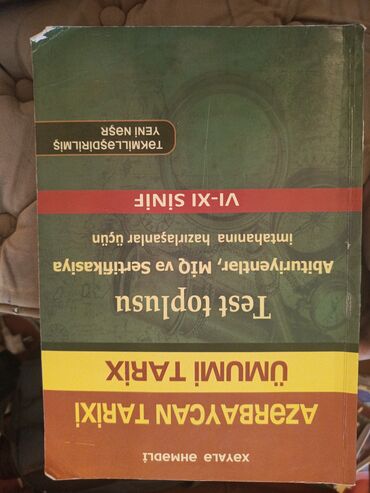 XƏYALƏ ƏHMƏDLİ
AZƏRBAYCAN TARİXİ
ÜMUMİ TARİX
Test toplusu
Abituriyentlər, MİQ və Sertifikasiya
imtahanına hazırlaşanlar üçün
VI-XI SİNİF
TƏKMİLLƏŞDİRİLMİŞ
YENİ NƏŞR